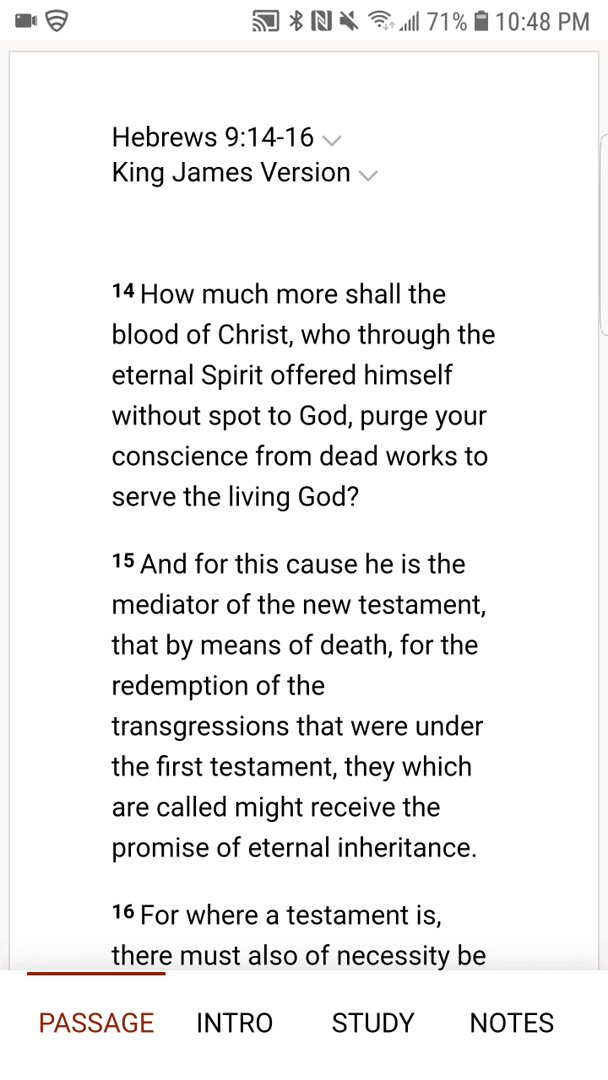 71% 10:48 PM
Hebrews 9:14-16
King James Version
14 How much more shall the
blood of Christ, who through the
eternal Spirit offered himself
without spot to God, purge your
conscience from dead works to
serve the living God?
15 And for this cause he is the
mediator of the new testament,
that by means of death, for the
redemption of the
transgressions that were under
the first testament, they which
are called might receive the
promise of eternal inheritance.
16 For where a testament is,
there must also of necessity be
PASSAGE INTRO STUDY NOTES